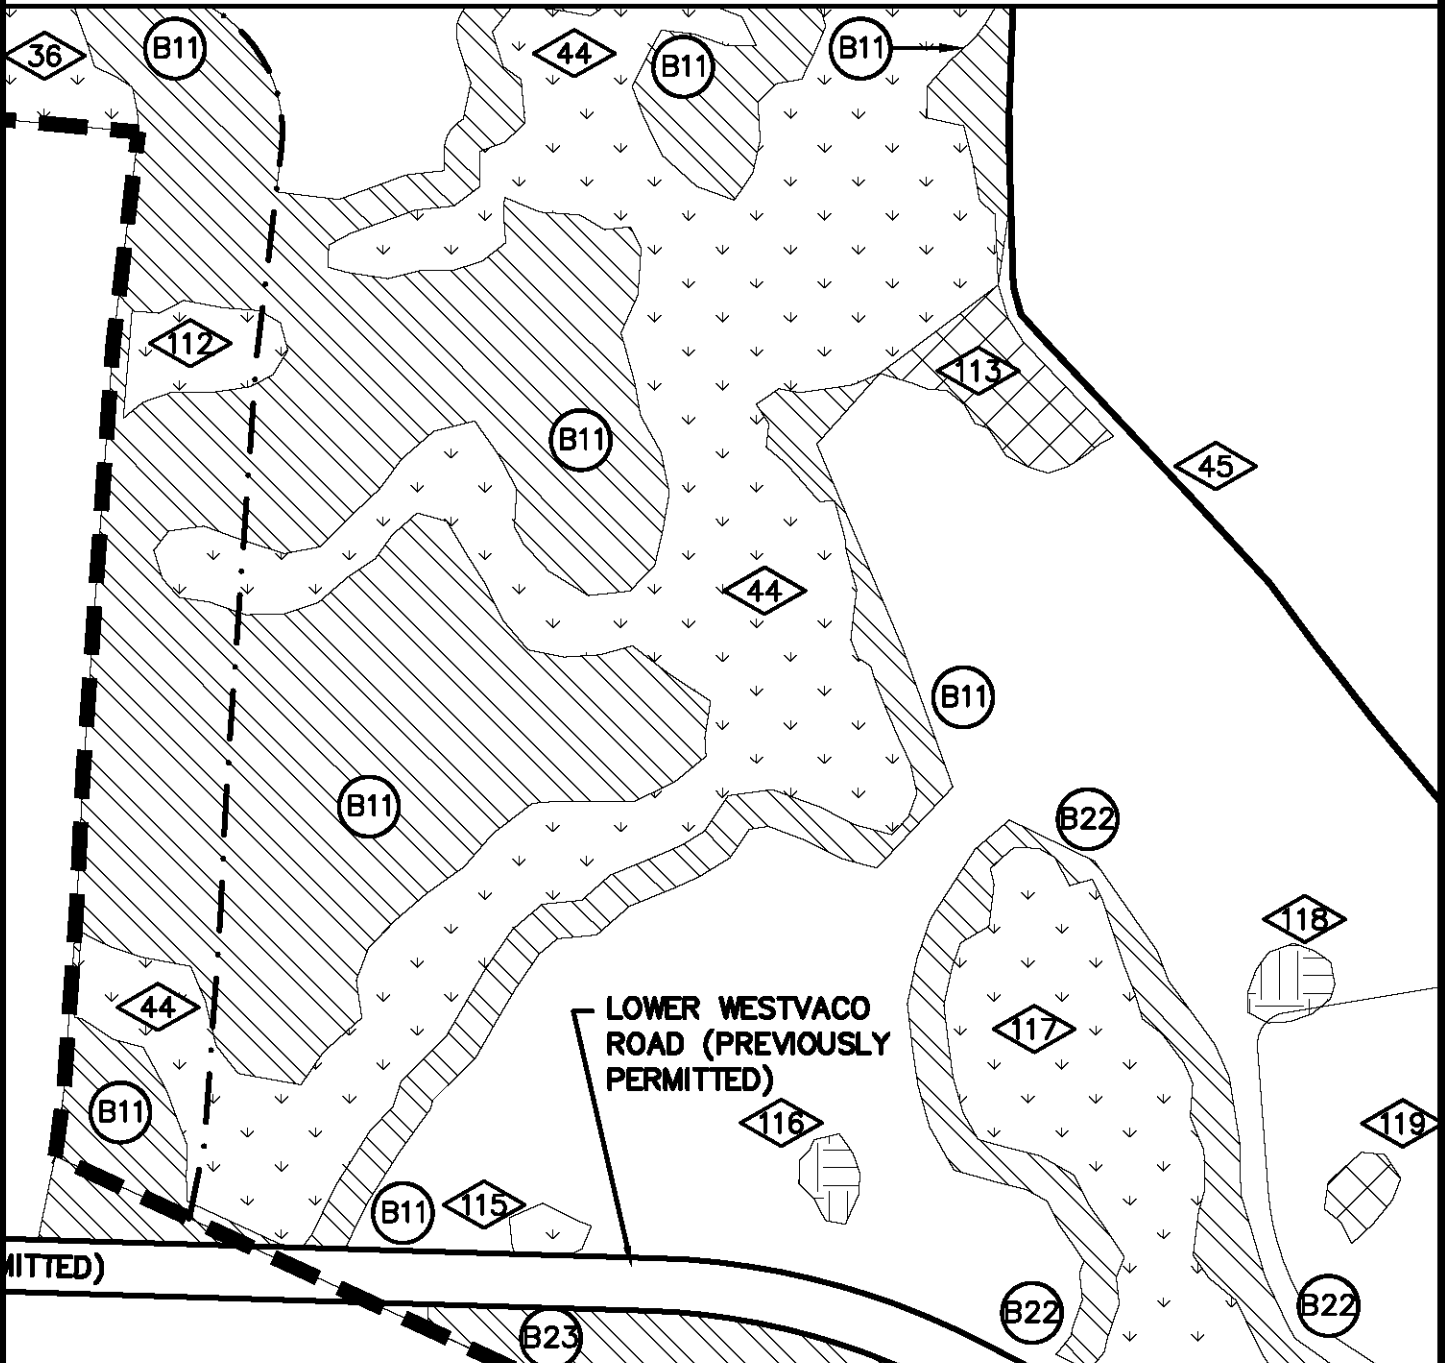 36
B11
44
B11
B11
112
113
B11
45
44
B11
B11
B22
118
44
LOWER WESTVACO
ROAD (PREVIOUSLY
PERMITTED)
117
B11
116
119
B11
115
MITTED)
B22
B22
B23